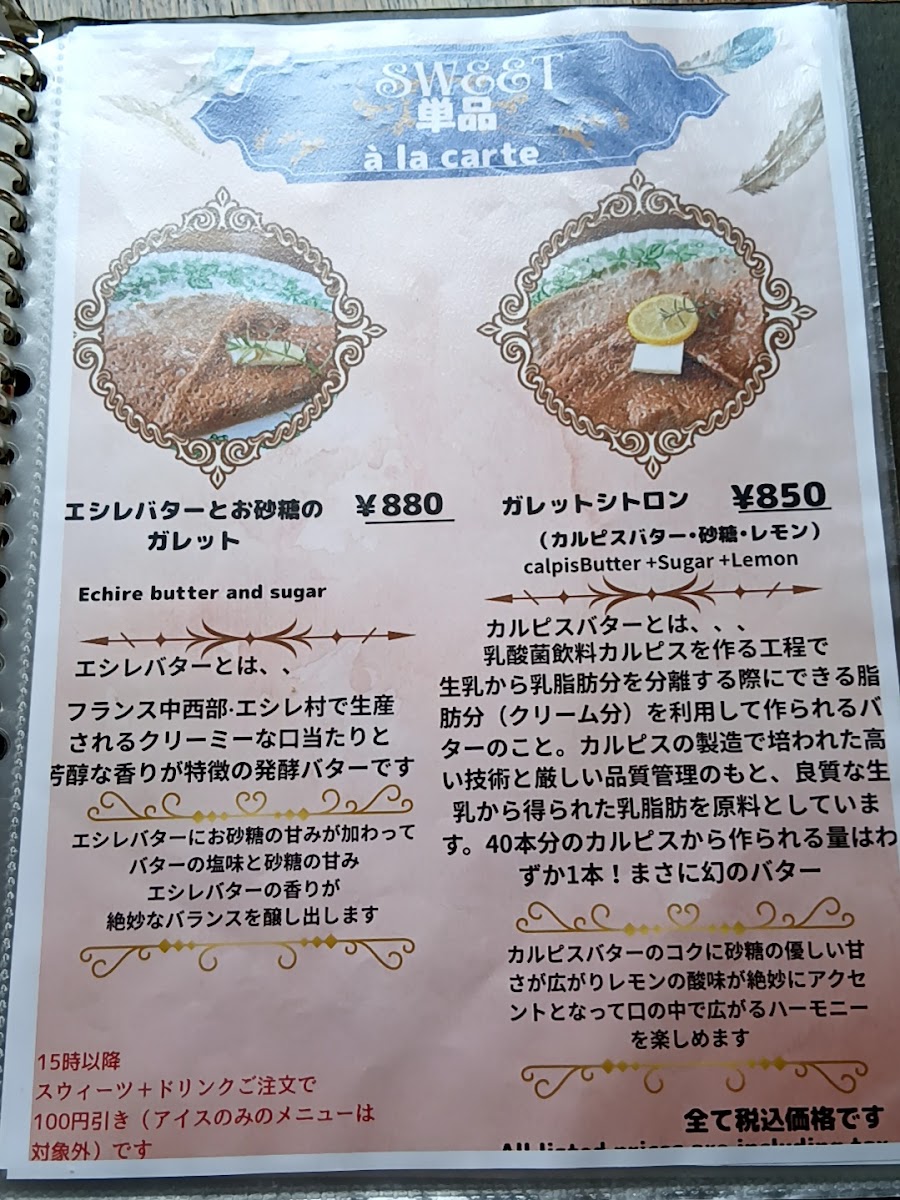 SWEET
単品
à la carte
エシレバターとお砂糖の ¥880
ガレット
Echire butter and sugar
エシレバターとは、、
フランス中西部·エシレ村で生産
されるクリーミーな口当たりと
芳醇な香りが特徴の発酵バターです
エシレバターにお砂糖の甘みが加わって
バターの塩味と砂糖の甘み
エシレバターの香りが
絶妙なバランスを醸し出します
15時以降
スウィーツ＋ドリンクご注文で
100円引き（アイスのみのメニューは
対象外）です
ガレットシトロン ¥850
（カルピスバター・砂糖・レモン）
calpisButter +Sugar +Lemon
カルピスバターとは、、、
乳酸菌飲料カルピスを作る工程で
生乳から乳脂肪分を分離する際にできる脂
肪分（クリーム分）を利用して作られるバ
ターのこと。カルピスの製造で培われた高
い技術と厳しい品質管理のもと、良質な生
乳から得られた乳脂肪を原料としていま
す。40本分のカルピスから作られる量はわ
ずか1本！まさに幻のバター
カルピスバターのコクに砂糖の優しい甘
さが広がりレモンの酸味が絶妙にアクセ
ントとなって口の中で広がるハーモニー
を楽しめます
全て税込価格です
All listed prices are including tax